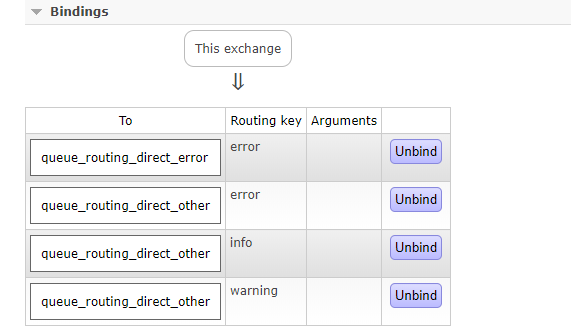 Bindings
This exchange
⇓
To Routing key Arguments
queue_routing_direct_error error Unbind
queue_routing_direct_other error Unbind
queue_routing_direct_other info Unbind
queue_routing_direct_other warning Unbind